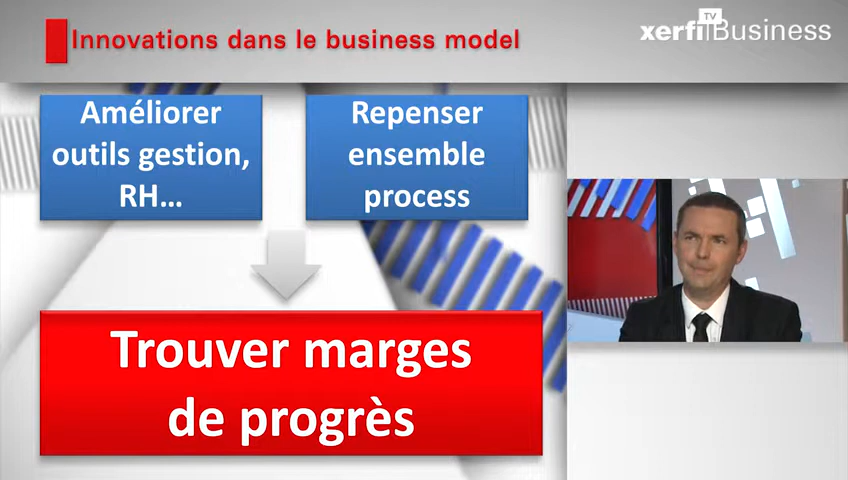 Innovations dans le business model
xerfi TV Business
Améliorer
outils gestion,
RH...
Repenser
ensemble
process
Trouver marges
de progrès